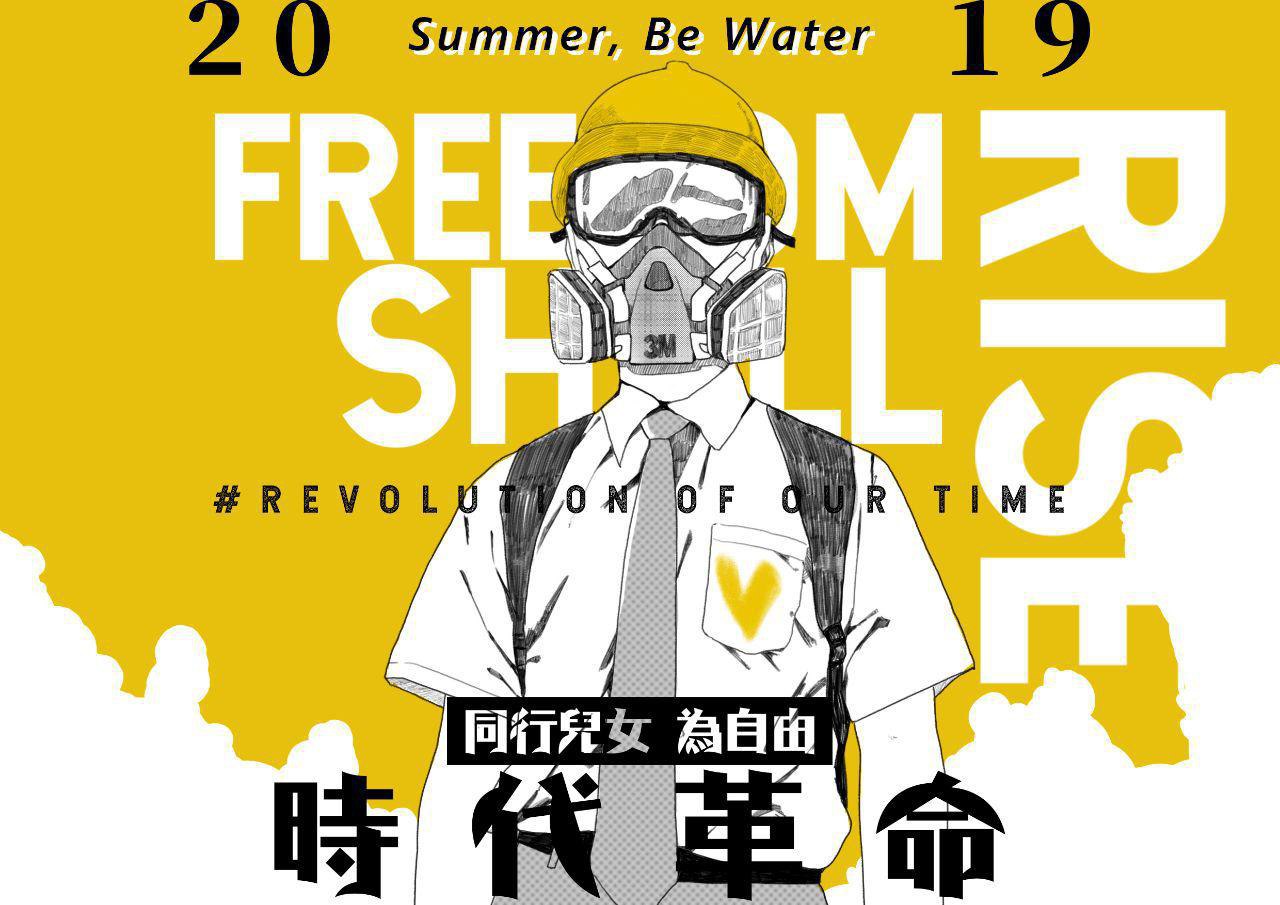 20 19
Summer, Be Water
FREEDOM
SHALL
RISE
3M
#REVOLUTION OF OUR TIME
同行兒女 為自由
時代革命